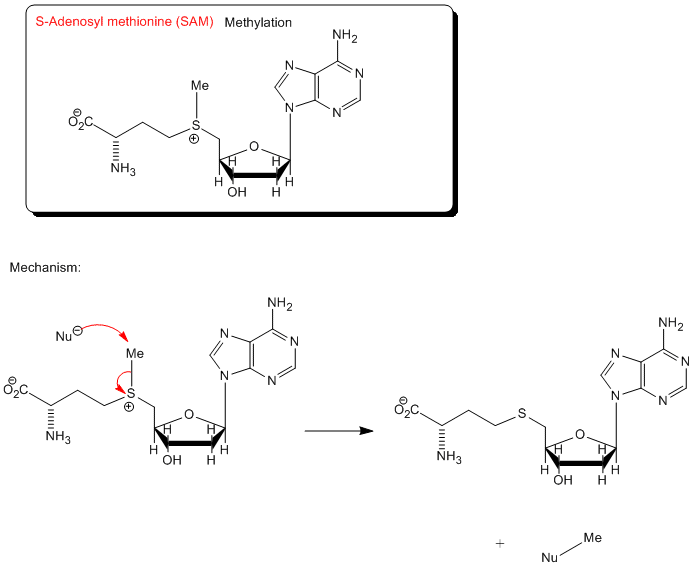 S-Adenosyl methionine (SAM) Methylation
NH2
N
N
N
N
Me
⊖
O2C
S
⊕
NH3
O
H
H
H
H
H
OH
Mechanism:
Nu⊖
Me
⊖
O2C
S
⊕
NH3
NH2
N
N
N
N
O
H
H
H
H
H
OH
NH2
N
N
N
N
⊖
O2C
S
NH3
O
H
H
H
H
H
OH
+
Nu
Me